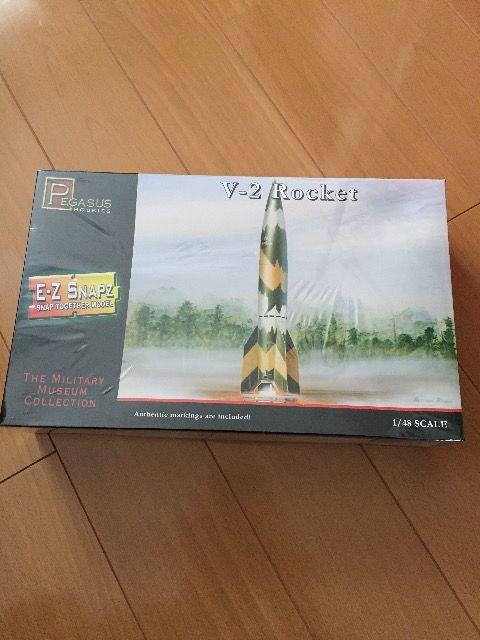 V-2 Rocket
PEGASUS
HOBBIES
E-Z SNAPZ
SNAP TOGETHER MODEL
THE MILITARY
MUSEUM
COLLECTION
Authentic markings are included!
1/48 SCALE